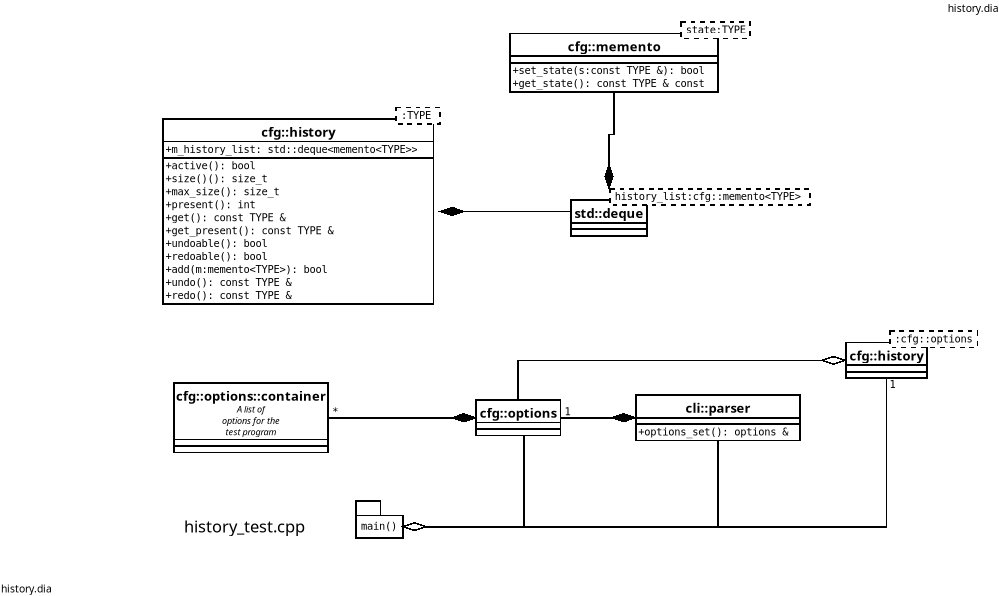 history.dia
state:TYPE
cfg::memento
+set_state(s:const TYPE &): bool
+get_state(): const TYPE & const
:TYPE
cfg::history
+m_history_list: std::deque<memento<TYPE>>
+active(): bool
+size()(): size_t
+max_size(): size_t
+present(): int
+get(): const TYPE &
+get_present(): const TYPE &
+undoable(): bool
+redoable(): bool
+add(m:memento<TYPE>): bool
+undo(): const TYPE &
+redo(): const TYPE &
history_list:cfg::memento<TYPE>
std::deque
:cfg::options
cfg::history
1
cfg::options::container
A list of
options for the
test program
*
cfg::options
1
cli::parser
+options_set(): options &
history_test.cpp
main()
history.dia